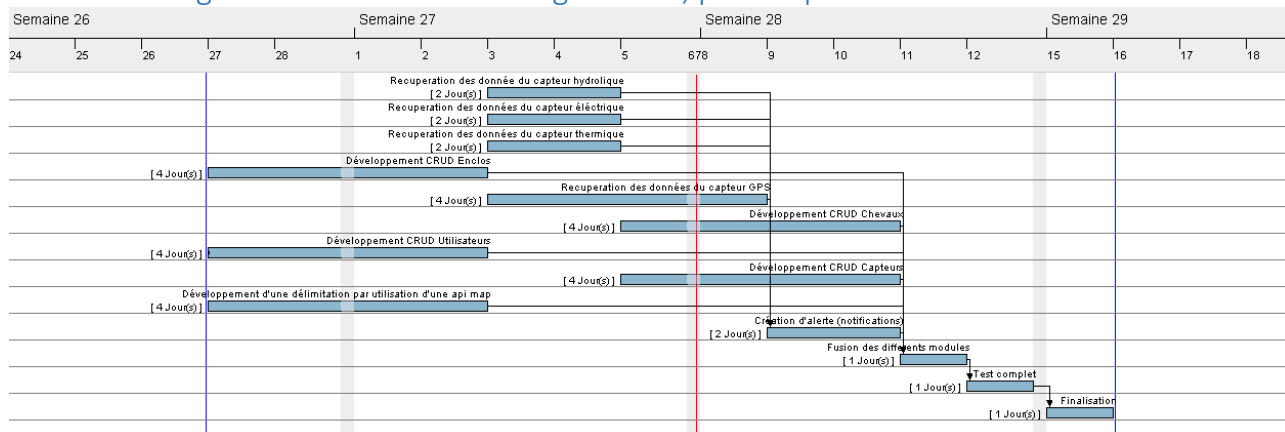 Semaine 26 Semaine 27 Semaine 28 Semaine 29
24 25 26 27 28 1 2 3 4 5 678 9 10 11 12 15 16 17 18
Recuperation des donnée du capteur hydrolique
[ 2 Jour(s) ]
Recuperation des données du capteur éléctrique
[ 2 Jour(s) ]
Recuperation des données du capteur thermique
[ 2 Jour(s) ]
Développement CRUD Enclos
[ 4 Jour(s) ]
Recuperation des données du capteur GPS
[ 4 Jour(s) ]
Développement CRUD Chevaux
[ 4 Jour(s) ]
Développement CRUD Utilisateurs
[ 4 Jour(s) ]
Développement CRUD Capteurs
[ 4 Jour(s) ]
Développement d'une délimitation par utilisation d'une api map
[ 4 Jour(s) ]
Création d'alerte (notifications)
[ 2 Jour(s) ]
Fusion des differents modules
[ 1 Jour(s) ]
Test complet
[ 1 Jour(s) ]
Finalisation
[ 1 Jour(s) ]